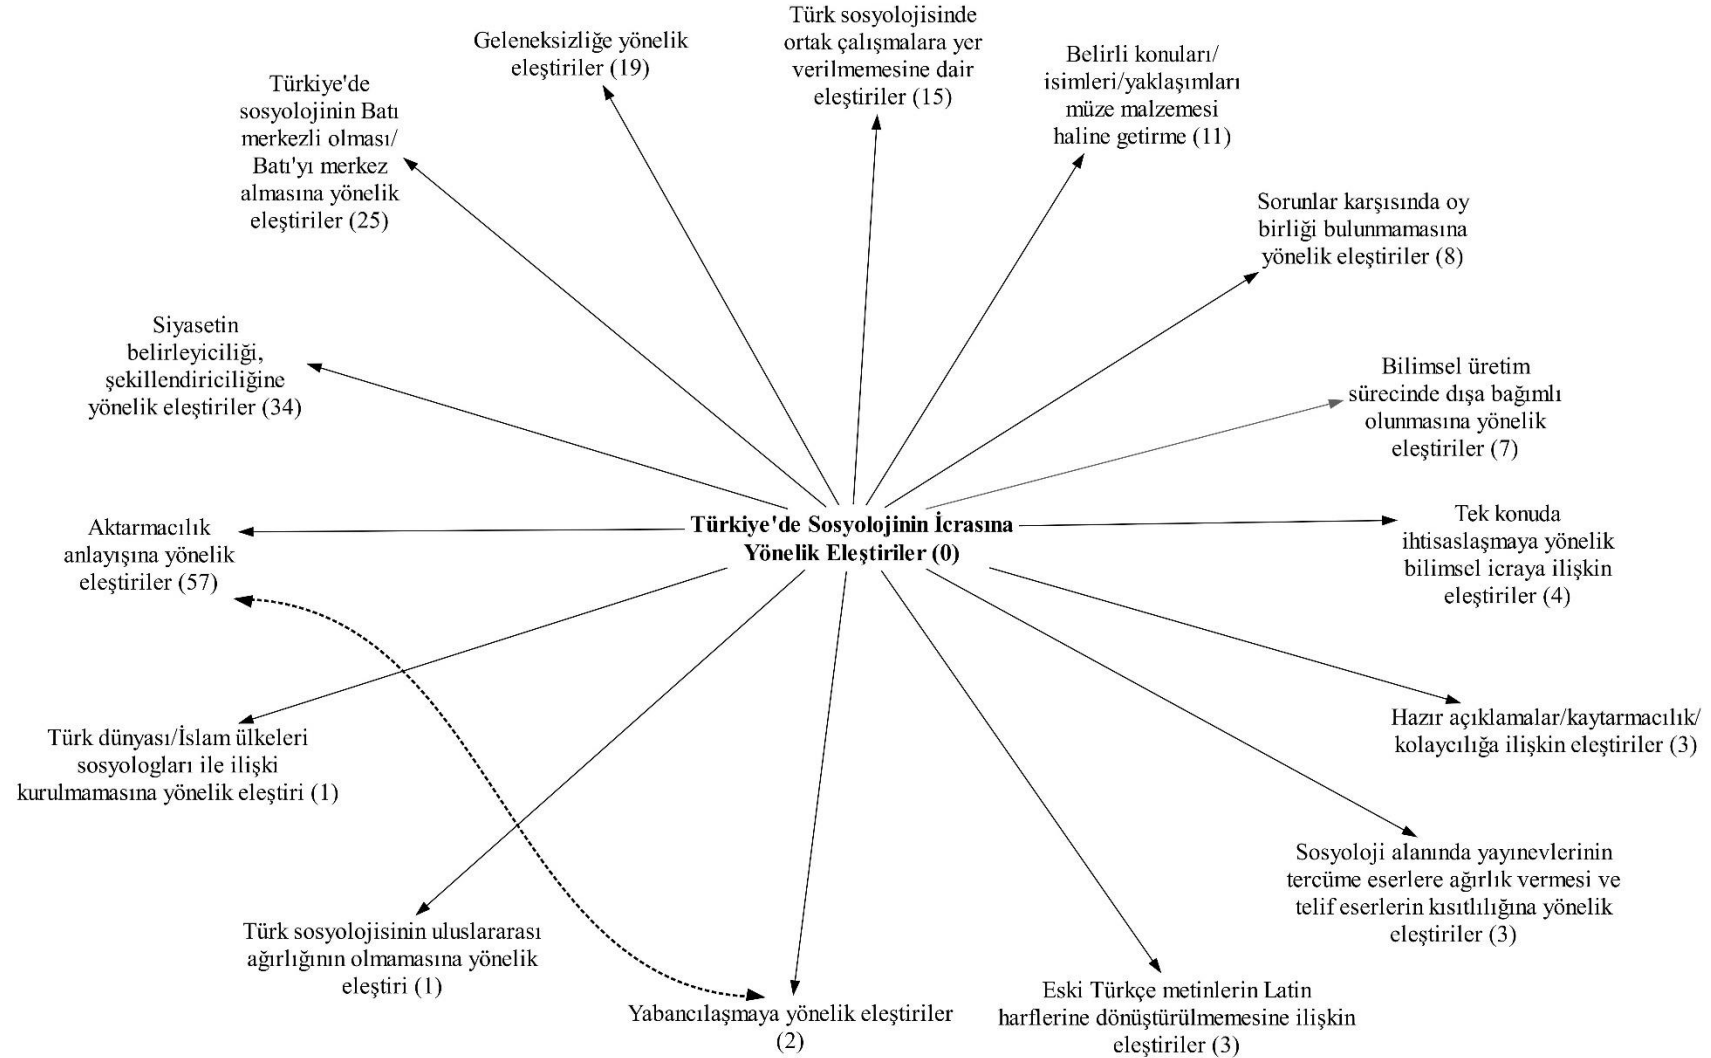 Türk sosyolojisinde
ortak çalışmalara yer
verilmemesine dair
eleştiriler (15)
Geleneksizliğe yönelik
eleştiriler (19)
Belirli konuları/
isimleri/yaklaşımları
müze malzemesi
haline getirme (11)
Türkiye'de
sosyolojinin Batı
merkezli olması/
Batı'yı merkez
almasına yönelik
eleştiriler (25)
Sorunlar karşısında oy
birliği bulunmamasına
yönelik eleştiriler (8)
Siyasetin
belirleyiciliği,
şekillendiriciliğine
yönelik eleştiriler (34)
Bilimsel üretim
sürecinde dışa bağımlı
olunmasına yönelik
eleştiriler (7)
Aktarmacılık
anlayışına yönelik
eleştiriler (57)
Türkiye'de Sosyolojinin İcrasına
Yönelik Eleştiriler (0)
Tek konuda
ihtisaslaşmaya yönelik
bilimsel icraya ilişkin
eleştiriler (4)
Türk dünyası/İslam ülkeleri
sosyologları ile ilişki
kurulmamasına yönelik eleştiri (1)
Hazır açıklamalar/kaytarmacılık/
kolaycılığa ilişkin eleştiriler (3)
Sosyoloji alanında yayınevlerinin
tercüme eserlere ağırlık vermesi ve
telif eserlerin kısıtlılığına yönelik
eleştiriler (3)
Türk sosyolojisinin uluslararası
ağırlığının olmamasına yönelik
eleştiri (1)
Yabancılaşmaya yönelik eleştiriler
(2)
Eski Türkçe metinlerin Latin
harflerine dönüştürülmemesine ilişkin
eleştiriler (3)